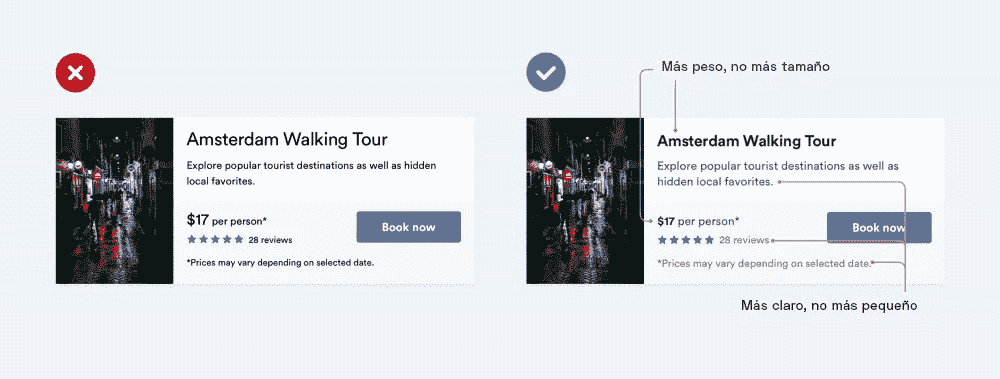 Amsterdam Walking Tour
Explore popular tourist destinations as well as hidden
local favorites.
$17 per person*
28 reviews
Book now
*Prices may vary depending on selected date.
Más peso, no más tamaño
Amsterdam Walking Tour
Explore popular tourist destinations as well as
hidden local favorites.
$17 per person*
28 reviews
Book now
*Prices may vary depending on selected date.*
Más claro, no más pequeño